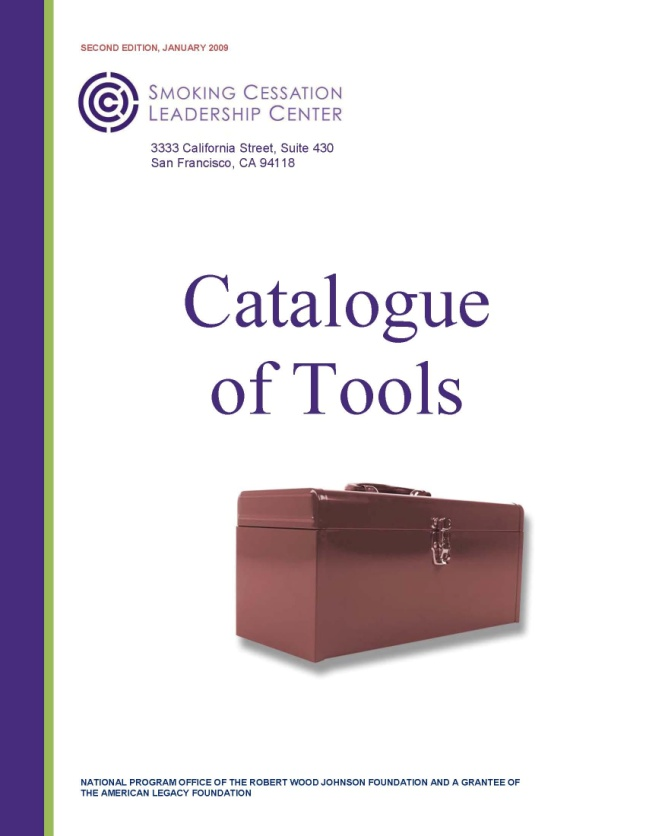 SECOND EDITION, JANUARY 2009
SMOKING CESSATION
LEADERSHIP CENTER
3333 California Street, Suite 430
San Francisco, CA 94118
Catalogue
of Tools
NATIONAL PROGRAM OFFICE OF THE ROBERT WOOD JOHNSON FOUNDATION AND A GRANTEE OF
THE AMERICAN LEGACY FOUNDATION